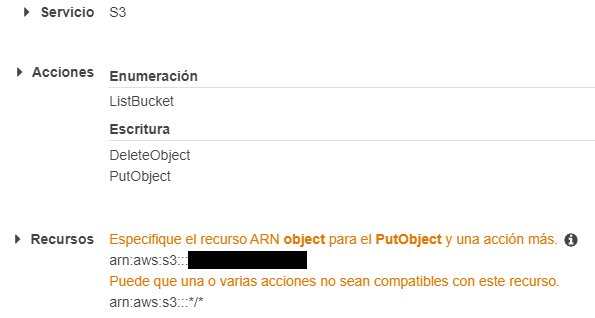 Servicio S3
Acciones Enumeración
ListBucket
Escritura
DeleteObject
PutObject
Recursos Especifique el recurso ARN object para el PutObject y una acción más.
arn:aws:s3:::
Puede que una o varias acciones no sean compatibles con este recurso.
arn:aws:s3:::*/*